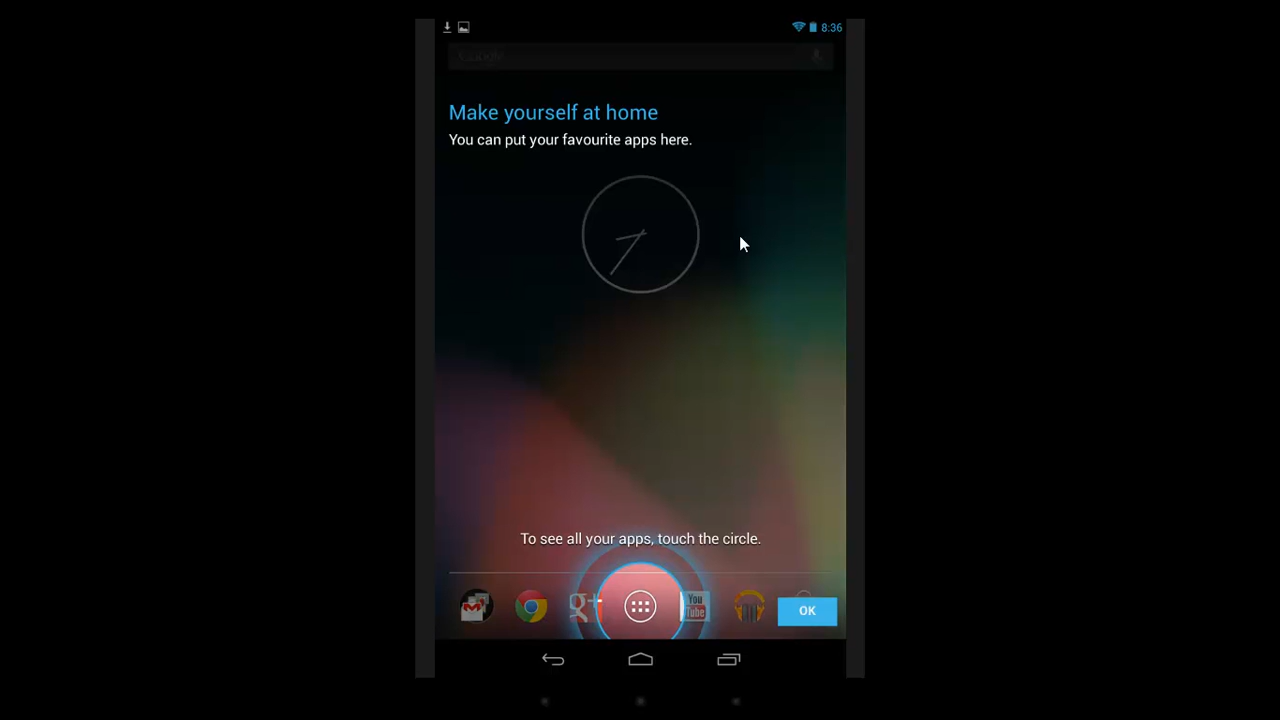 8:36
Make yourself at home
You can put your favourite apps here.
To see all your apps, touch the circle.
g+
You
Tube
OK